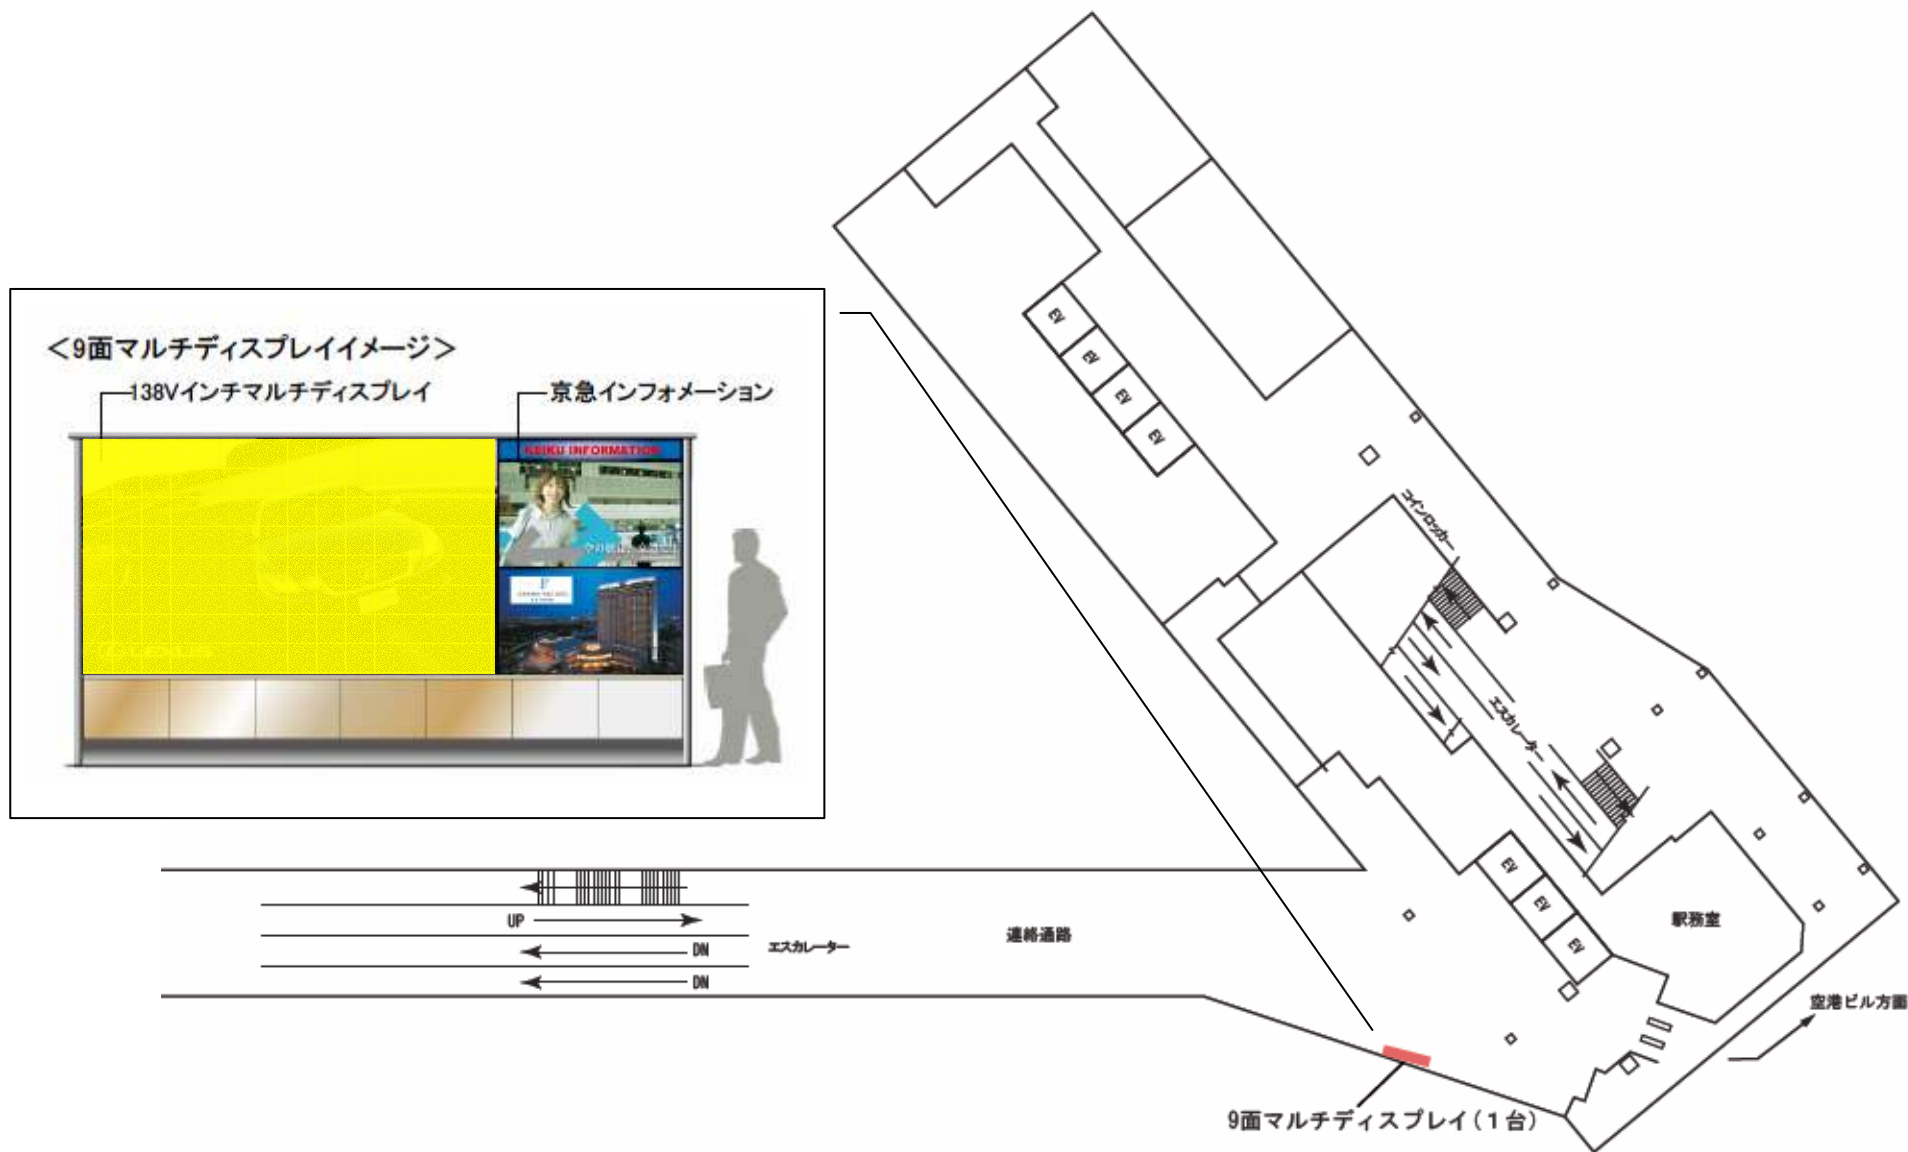 ＜9面マルチディスプレイイメージ＞
138Vインチマルチディスプレイ
京急インフォメーション
KEIKU INFORMATION
LEXUS
EV
EV
EV
EV
コインロッカー
エスカレーター
EV
EV
EV
駅務室
UP
DN
DN
エスカレーター
連絡通路
空港ビル方面
9面マルチディスプレイ（１台）